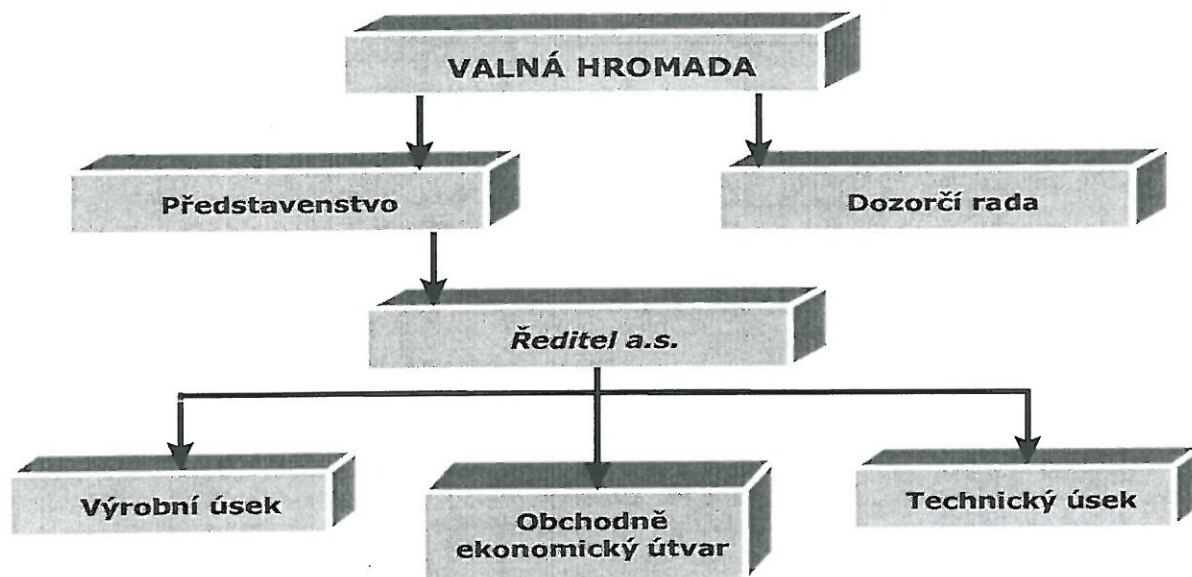 VALNÁ HROMADA
Představenstvo
Dozorčí rada
Ředitel a.s.
Výrobní úsek
Obchodně
ekonomický útvar
Technický úsek